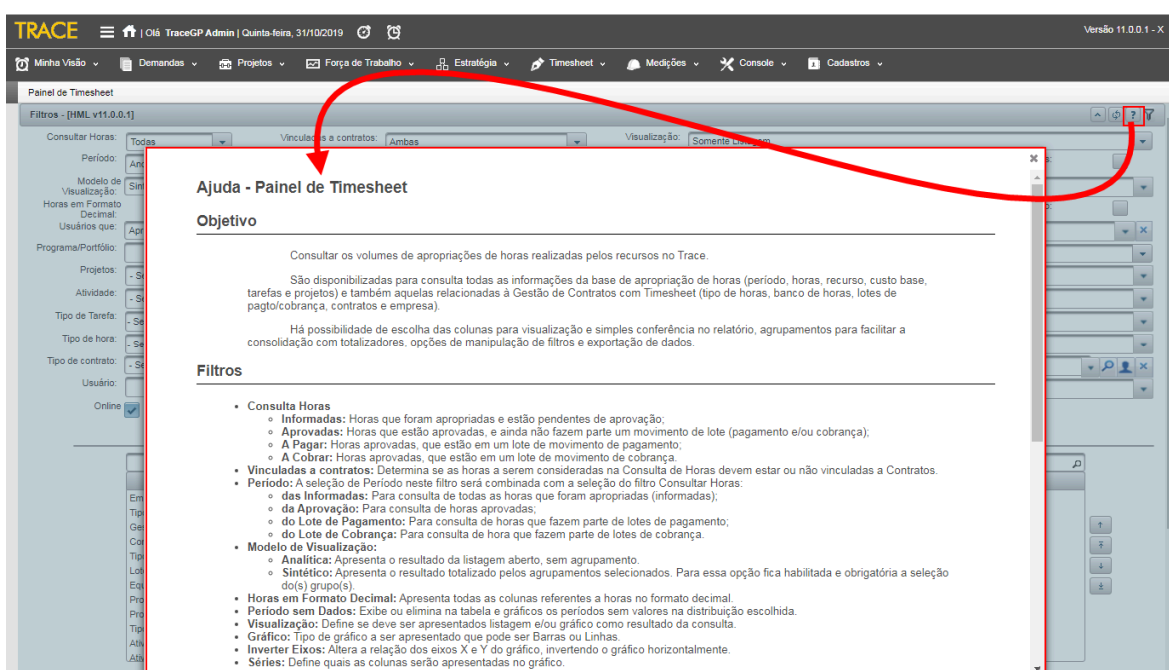 TRACE | Olá TraceGP Admin | Quinta-feira, 31/10/2019 Versão 11.0.0.1 - X
Minha Visão Demandas Projetos Força de Trabalho Estratégia Timesheet Medições Console Cadastros
Painel de Timesheet
Filtros - [HML v11.0.0.1] ?
Consultar Horas: Todas Vinculadas a contratos: Ambas Visualização: Somente Listagem
Período:
Modelo de
Visualização:
Horas em Formato
Decimal:
Usuários que:
Programa/Portfólio:
Projetos:
Atividade:
Tipo de Tarefa:
Tipo de hora:
Tipo de contrato:
Usuário:
Online
Ajuda - Painel de Timesheet
Objetivo
Consultar os volumes de apropriações de horas realizadas pelos recursos no Trace.
São disponibilizadas para consulta todas as informações da base de apropriação de horas (período, horas, recurso, custo base,
tarefas e projetos) e também aquelas relacionadas à Gestão de Contratos com Timesheet (tipo de horas, banco de horas, lotes de
pagto/cobrança, contratos e empresa).
Há possibilidade de escolha das colunas para visualização e simples conferência no relatório, agrupamentos para facilitar a
consolidação com totalizadores, opções de manipulação de filtros e exportação de dados.
Filtros
• Consulta Horas
◦ Informadas: Horas que foram apropriadas e estão pendentes de aprovação;
◦ Aprovadas: Horas que estão aprovadas, e ainda não fazem parte um movimento de lote (pagamento e/ou cobrança);
◦ A Pagar: Horas aprovadas, que estão em um lote de movimento de pagamento;
◦ A Cobrar: Horas aprovadas, que estão em um lote de movimento de cobrança.
• Vinculadas a contratos: Determina se as horas a serem consideradas na Consulta de Horas devem estar ou não vinculadas a Contratos.
• Período: A seleção de Período neste filtro será combinada com a seleção do filtro Consultar Horas:
◦ das Informadas: Para consulta de todas as horas que foram apropriadas (informadas);
◦ da Aprovação: Para consulta de horas aprovadas;
◦ do Lote de Pagamento: Para consulta de horas que fazem parte de lotes de pagamento;
◦ do Lote de Cobrança: Para consulta de hora que fazem parte de lotes de cobrança.
• Modelo de Visualização:
◦ Analítica: Apresenta o resultado da listagem aberto, sem agrupamento.
◦ Sintético: Apresenta o resultado totalizado pelos agrupamentos selecionados. Para essa opção fica habilitada e obrigatória a seleção
do(s) grupo(s).
• Horas em Formato Decimal: Apresenta todas as colunas referentes a horas no formato decimal.
• Período sem Dados: Exibe ou elimina na tabela e gráficos os períodos sem valores na distribuição escolhida.
• Visualização: Define se deve ser apresentados listagem e/ou gráfico como resultado da consulta.
• Gráfico: Tipo de gráfico a ser apresentado que pode ser Barras ou Linhas.
• Inverter Eixos: Altera a relação dos eixos X e Y do gráfico, invertendo o gráfico horizontalmente.
• Séries: Define quais as colunas serão apresentadas no gráfico.